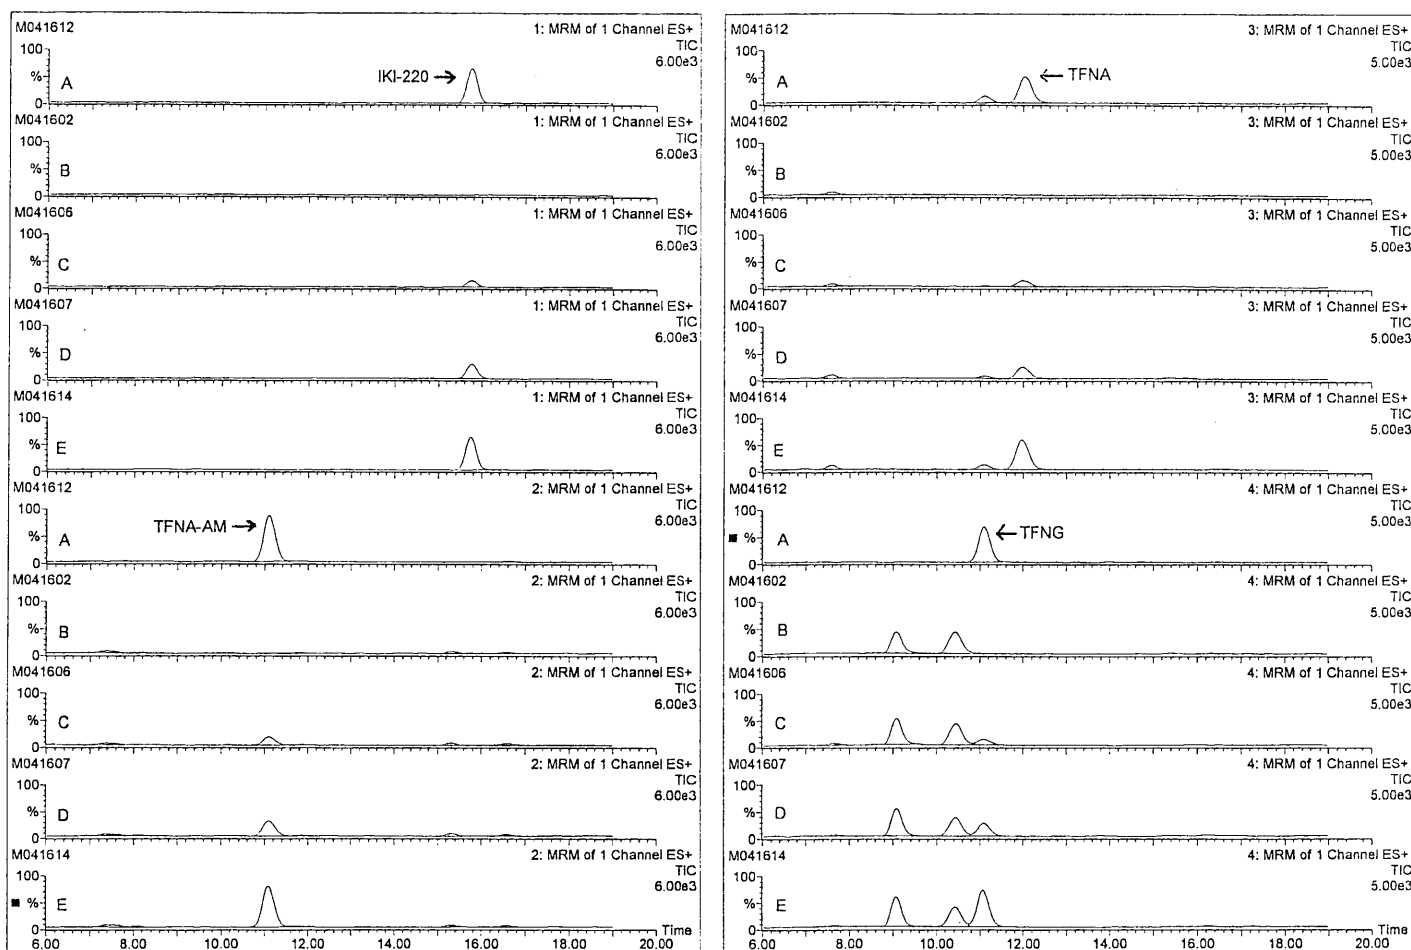 M041612 1: MRM of 1 Channel ES+
TIC
6.00e3
100
%
0
A
IKI-220 →
M041602 1: MRM of 1 Channel ES+
TIC
6.00e3
100
%
0
B
M041606 1: MRM of 1 Channel ES+
TIC
6.00e3
100
%
0
C
M041607 1: MRM of 1 Channel ES+
TIC
6.00e3
100
%
0
D
M041614 1: MRM of 1 Channel ES+
TIC
6.00e3
100
%
0
E
M041612 2: MRM of 1 Channel ES+
TIC
6.00e3
100
%
0
A
TFNA-AM →
M041602 2: MRM of 1 Channel ES+
TIC
6.00e3
100
%
0
B
M041606 2: MRM of 1 Channel ES+
TIC
6.00e3
100
%
0
C
M041607 2: MRM of 1 Channel ES+
TIC
6.00e3
100
%
0
D
M041614 2: MRM of 1 Channel ES+
TIC
6.00e3
100
%
0
E
Time
6.00 8.00 10.00 12.00 14.00 16.00 18.00 20.00
M041612 3: MRM of 1 Channel ES+
TIC
5.00e3
100
%
0
A
← TFNA
M041602 3: MRM of 1 Channel ES+
TIC
5.00e3
100
%
0
B
M041606 3: MRM of 1 Channel ES+
TIC
5.00e3
100
%
0
C
M041607 3: MRM of 1 Channel ES+
TIC
5.00e3
100
%
0
D
M041614 3: MRM of 1 Channel ES+
TIC
5.00e3
100
%
0
E
M041612 4: MRM of 1 Channel ES+
TIC
5.00e3
100
%
0
A
← TFNG
M041602 4: MRM of 1 Channel ES+
TIC
5.00e3
100
%
0
B
M041606 4: MRM of 1 Channel ES+
TIC
5.00e3
100
%
0
C
M041607 4: MRM of 1 Channel ES+
TIC
5.00e3
100
%
0
D
M041614 4: MRM of 1 Channel ES+
TIC
5.00e3
100
%
0
E
Time
6.00 8.00 10.00 12.00 14.00 16.00 18.00 20.00